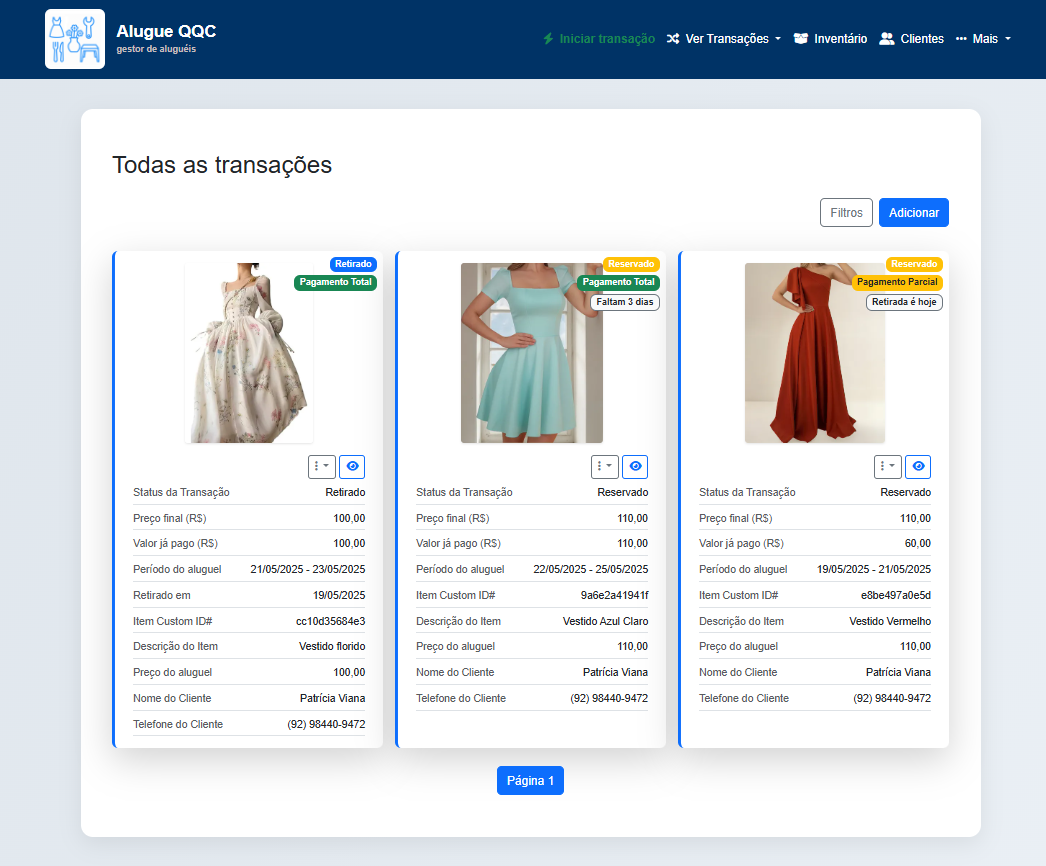 Alugue QQC
gestor de aluguéis
Iniciar transação
Ver Transações
Inventário
Clientes
Mais
Todas as transações
Filtros
Adicionar
Retirado
Pagamento Total
Status da Transação Retirado
Preço final (R$) 100,00
Valor já pago (R$) 100,00
Período do aluguel 21/05/2025 - 23/05/2025
Retirado em 19/05/2025
Item Custom ID# cc10d35684e3
Descrição do Item Vestido florido
Preço do aluguel 100,00
Nome do Cliente Patrícia Viana
Telefone do Cliente (92) 98440-9472
Reservado
Pagamento Total
Faltam 3 dias
Status da Transação Reservado
Preço final (R$) 110,00
Valor já pago (R$) 110,00
Período do aluguel 22/05/2025 - 25/05/2025
Item Custom ID# 9a6e2a41941f
Descrição do Item Vestido Azul Claro
Preço do aluguel 110,00
Nome do Cliente Patrícia Viana
Telefone do Cliente (92) 98440-9472
Reservado
Pagamento Parcial
Retirada é hoje
Status da Transação Reservado
Preço final (R$) 110,00
Valor já pago (R$) 60,00
Período do aluguel 19/05/2025 - 21/05/2025
Item Custom ID# e8be497a0e5d
Descrição do Item Vestido Vermelho
Preço do aluguel 110,00
Nome do Cliente Patrícia Viana
Telefone do Cliente (92) 98440-9472
Página 1